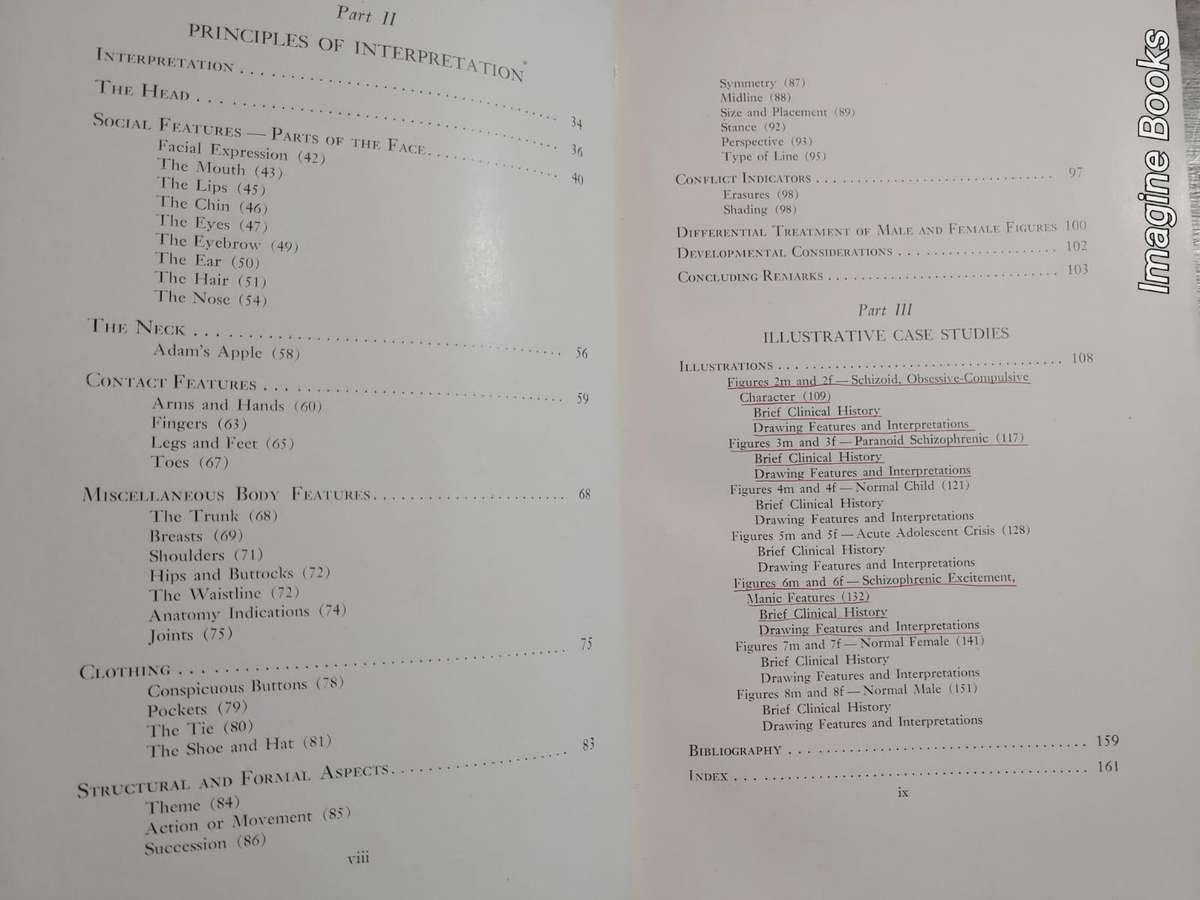 Part II
PRINCIPLES OF INTERPRETATION
INTERPRETATION . . . . . . . . . . . . . . . . . . . . . . . . . . . . . 34
THE HEAD . . . . . . . . . . . . . . . . . . . . . . . . . . . . . 36
SOCIAL FEATURES — PARTS OF THE FACE . . . . . . . . . . . . 40
Facial Expression (42)
The Mouth (43)
The Lips (45)
The Chin (46)
The Eyes (47)
The Eyebrow (49)
The Ear (50)
The Hair (51)
The Nose (54)
THE NECK . . . . . . . . . . . . . . . . . . . . . . . . . . . . . 56
Adam's Apple (58)
CONTACT FEATURES . . . . . . . . . . . . . . . . . . . . . . . . 59
Arms and Hands (60)
Fingers (63)
Legs and Feet (65)
Toes (67)
MISCELLANEOUS BODY FEATURES . . . . . . . . . . . . . . . . 68
The Trunk (68)
Breasts (69)
Shoulders (71)
Hips and Buttocks (72)
The Waistline (72)
Anatomy Indications (74)
Joints (75)
CLOTHING . . . . . . . . . . . . . . . . . . . . . . . . . . . . . 75
Conspicuous Buttons (78)
Pockets (79)
The Tie (80)
The Shoe and Hat (81)
STRUCTURAL AND FORMAL ASPECTS . . . . . . . . . . . . . . 83
Theme (84)
Action or Movement (85)
Succession (86)
viii
Symmetry (87)
Midline (88)
Size and Placement (89)
Stance (92)
Perspective (93)
Type of Line (95)
CONFLICT INDICATORS . . . . . . . . . . . . . . . . . . . . . . . 97
Erasures (98)
Shading (98)
DIFFERENTIAL TREATMENT OF MALE AND FEMALE FIGURES 100
DEVELOPMENTAL CONSIDERATIONS . . . . . . . . . . . . . . . . 102
CONCLUDING REMARKS . . . . . . . . . . . . . . . . . . . . . . . 103
Part III
ILLUSTRATIVE CASE STUDIES
ILLUSTRATIONS . . . . . . . . . . . . . . . . . . . . . . . . . . . 108
Figures 2m and 2f — Schizoid, Obsessive-Compulsive
Character (109)
Brief Clinical History
Drawing Features and Interpretations
Figures 3m and 3f — Paranoid Schizophrenic (117)
Brief Clinical History
Drawing Features and Interpretations
Figures 4m and 4f — Normal Child (121)
Brief Clinical History
Drawing Features and Interpretations
Figures 5m and 5f — Acute Adolescent Crisis (128)
Brief Clinical History
Drawing Features and Interpretations
Figures 6m and 6f — Schizophrenic Excitement,
Manic Features (132)
Brief Clinical History
Drawing Features and Interpretations
Figures 7m and 7f — Normal Female (141)
Brief Clinical History
Drawing Features and Interpretations
Figures 8m and 8f — Normal Male (151)
Brief Clinical History
Drawing Features and Interpretations
BIBLIOGRAPHY . . . . . . . . . . . . . . . . . . . . . . . . . . . 159
INDEX . . . . . . . . . . . . . . . . . . . . . . . . . . . . . . . 161
ix
Imagine Books